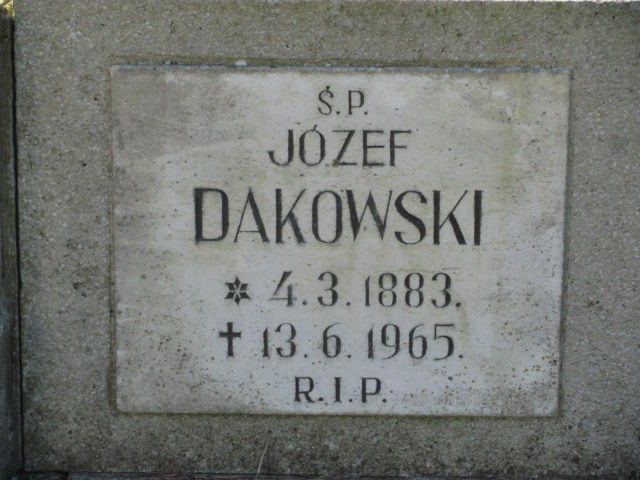 Ś.P.
JÓZEF
DAKOWSKI
* 4.3.1883.
✝ 13.6.1965.
R.I.P.